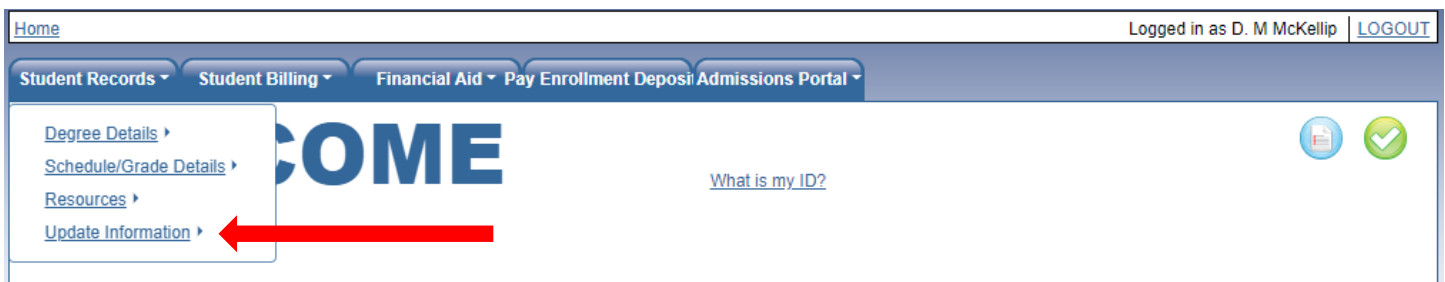 Home Logged in as D. M McKellip LOGOUT
Student Records Student Billing Financial Aid Pay Enrollment Deposit Admissions Portal
Degree Details
Schedule/Grade Details
Resources
Update Information
COME
What is my ID?